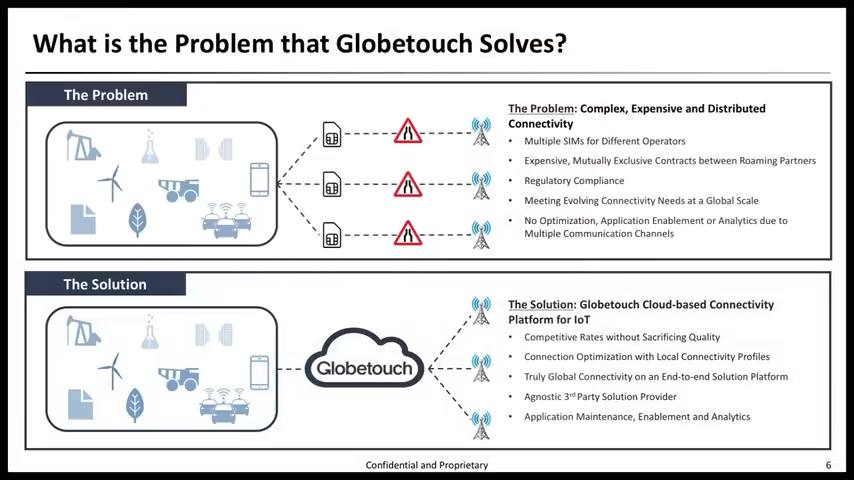 What is the Problem that Globetouch Solves?
The Problem
The Problem: Complex, Expensive and Distributed
Connectivity
• Multiple SIMs for Different Operators
• Expensive, Mutually Exclusive Contracts between Roaming Partners
• Regulatory Compliance
• Meeting Evolving Connectivity Needs at a Global Scale
• No Optimization, Application Enablement or Analytics due to
Multiple Communication Channels
The Solution
Globetouch
The Solution: Globetouch Cloud-based Connectivity
Platform for IoT
• Competitive Rates without Sacrificing Quality
• Connection Optimization with Local Connectivity Profiles
• Truly Global Connectivity on an End-to-end Solution Platform
• Agnostic 3rd Party Solution Provider
• Application Maintenance, Enablement and Analytics
Confidential and Proprietary
6